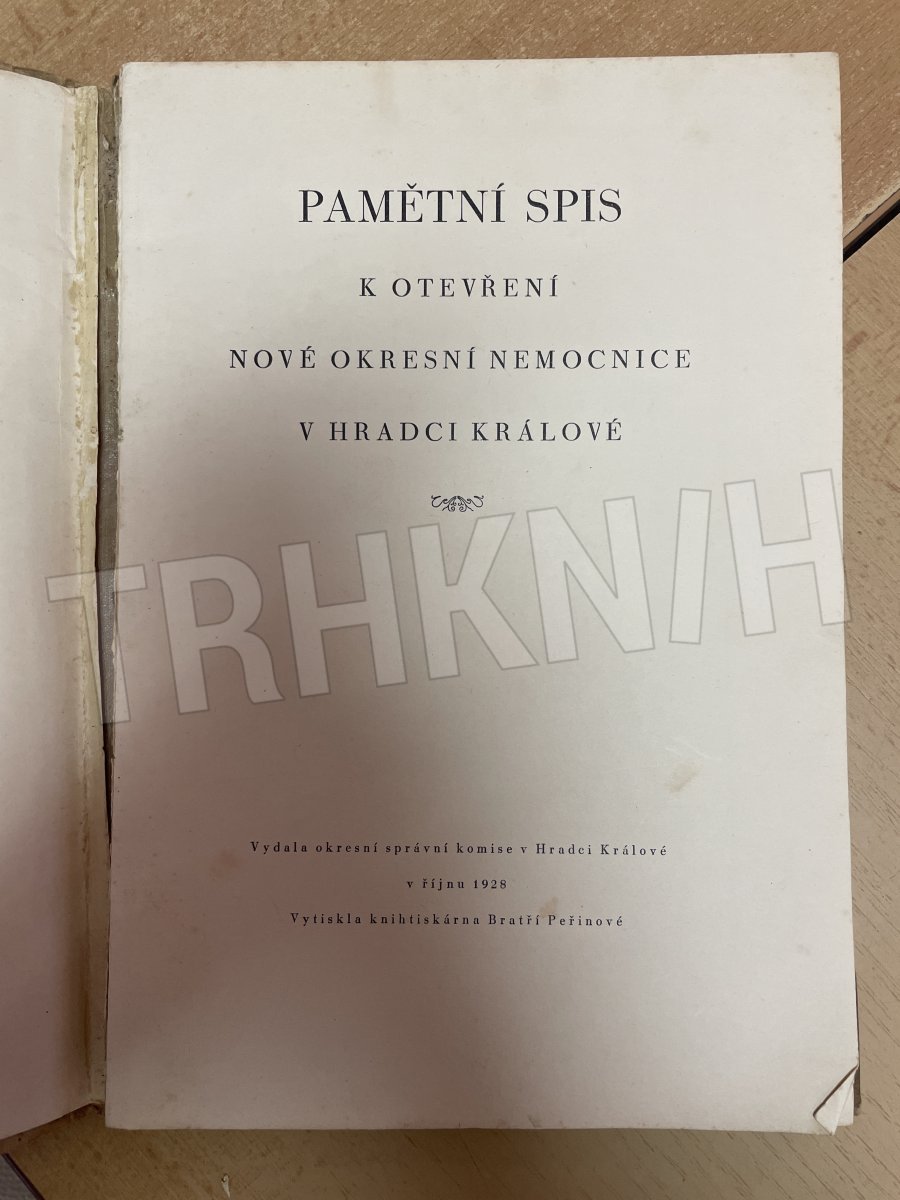 PAMĚTNÍ SPIS
K OTEVŘENÍ
NOVÉ OKRESNÍ NEMOCNICE
V HRADCI KRÁLOVÉ
TRHKNIH
Vydala okresní správní komise v Hradci Králové
v říjnu 1928
Vytiskla knihtiskárna Bratří Peřinové